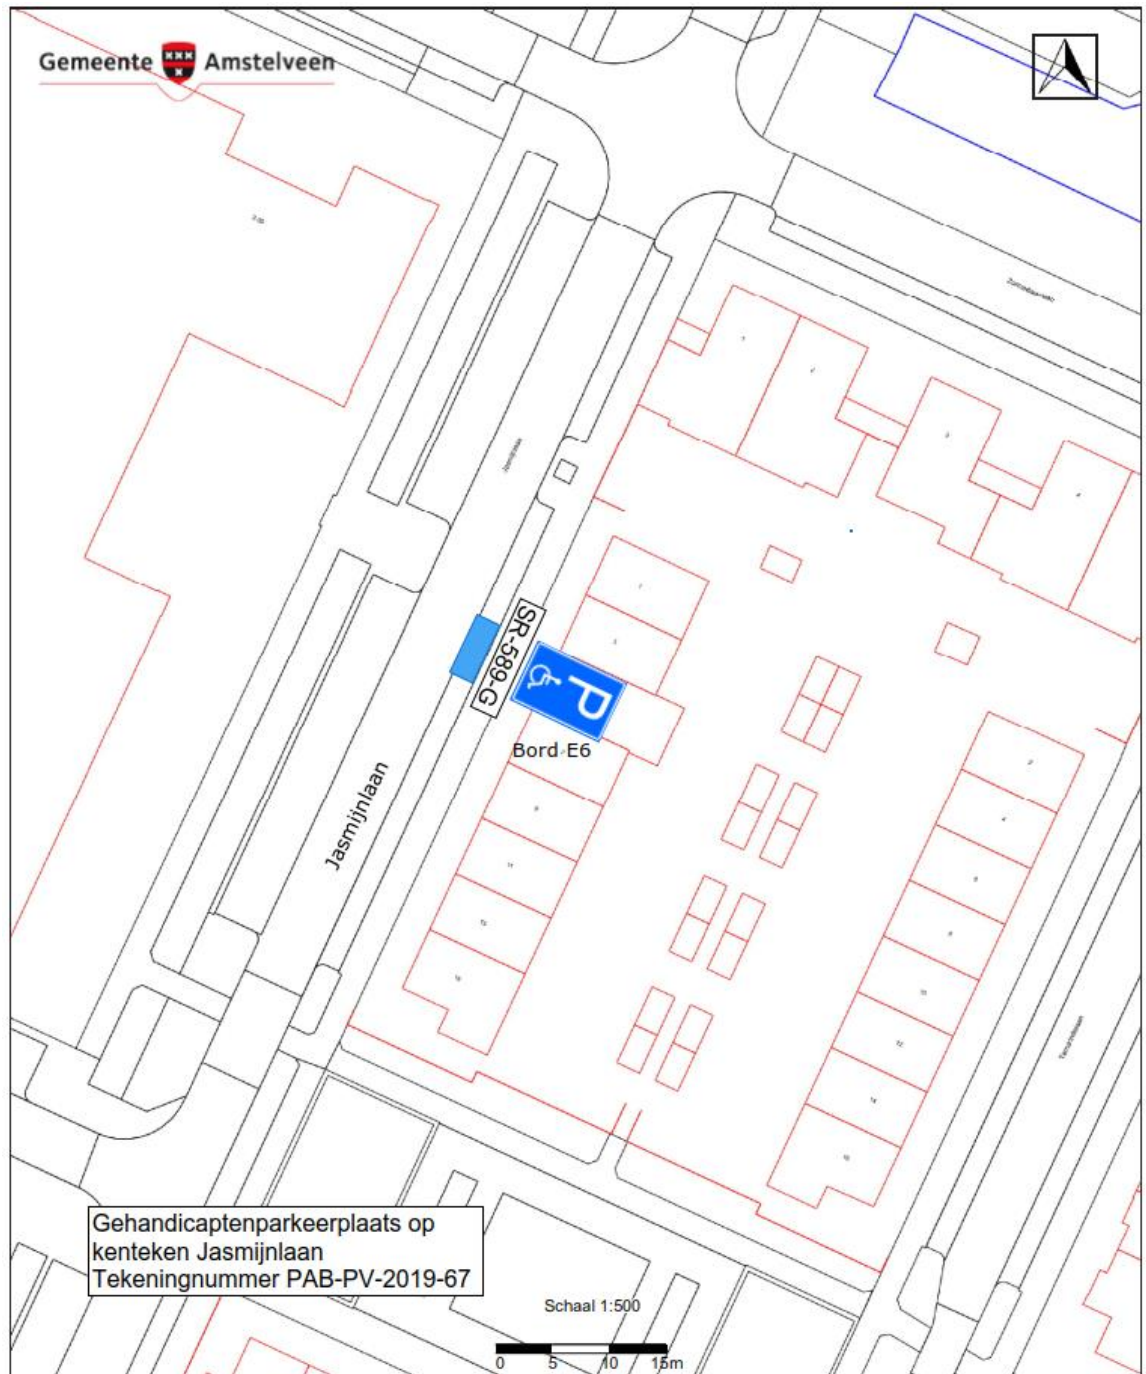 Gemeente Amstelveen
Jasmijnlaan
SR-589-G
P
Bord E6
Jasmijnlaan
Gehandicaptenparkeerplaats op
kenteken Jasmijnlaan
Tekeningnummer PAB-PV-2019-67
Schaal 1:500
0 5 10 15m